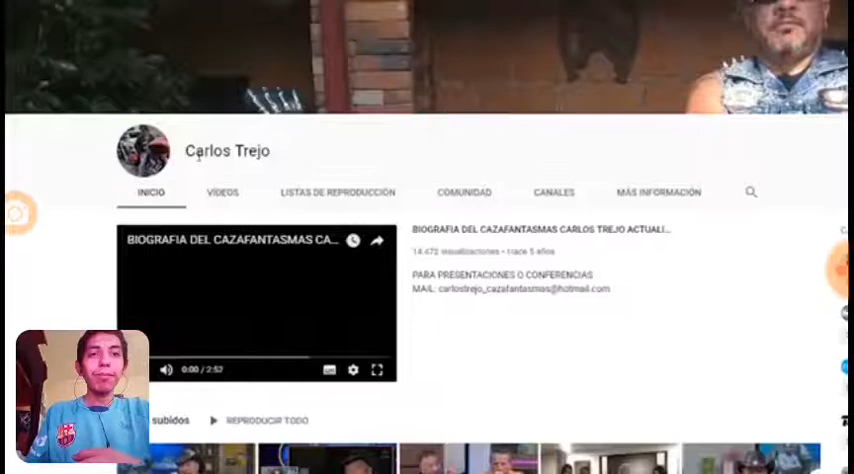 Carlos Trejo
INICIO VÍDEOS LISTAS DE REPRODUCCIÓN COMUNIDAD CANALES MÁS INFORMACIÓN
BIOGRAFIA DEL CAZAFANTASMAS CA...
BIOGRAFIA DEL CAZAFANTASMAS CARLOS TREJO ACTUALI...
14.472 visualizaciones • Hace 5 años
PARA PRESENTACIONES O CONFERENCIAS
MAIL: carlostrejo_cazafantasmas@hotmail.com
0:00 / 2:52
subidos REPRODUCIR TODO